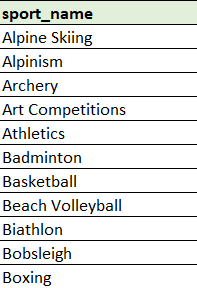 sport_name
Alpine Skiing
Alpinism
Archery
Art Competitions
Athletics
Badminton
Basketball
Beach Volleyball
Biathlon
Bobsleigh
Boxing